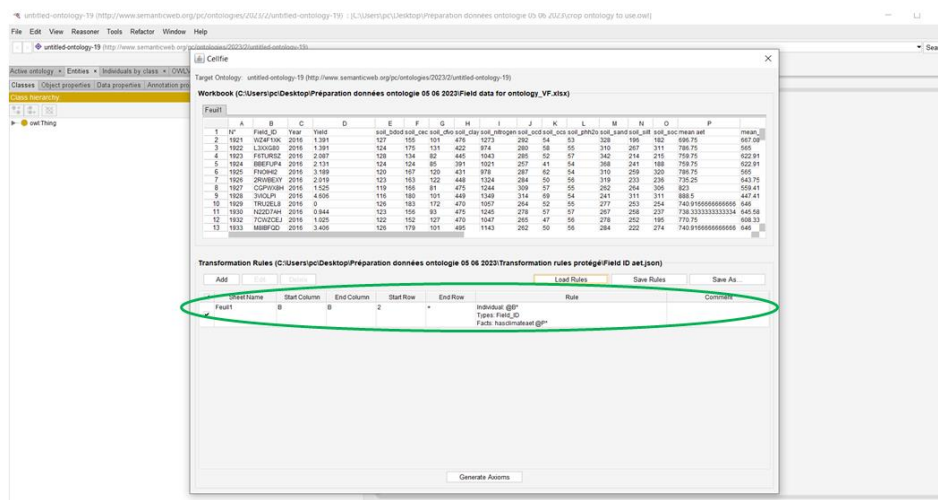 untitled-ontology-19 (http://www.semanticweb.org/pc/ontologies/2023/2/untitled-ontology-19) : [C:\Users\pc\Desktop\Préparation données ontologie 05 06 2023\crop ontology to use.owl]
File Edit View Reasoner Tools Refactor Window Help
untitled-ontology-19 (http://www.semanticweb.org/pc/ontologies/2023/2/untitled-ontology-19)
Sea
Active ontology × Entities × Individuals by class × OWLV
Classes Object properties Data properties Annotation pro
Class hierarchy
owl:Thing
Cellfie
Target Ontology: untitled-ontology-19 (http://www.semanticweb.org/pc/ontologies/2023/2/untitled-ontology-19)
Workbook (C:\Users\pc\Desktop\Préparation données ontologie 05 06 2023\Field data for ontology_VF.xlsx)
Feuil1
A B C D E F G H I J K L M N O P
1 N° Field_ID Year Yield soil_bdod soil_cec soil_cfvo soil_clay soil_nitrogen soil_ocd soil_ocs soil_phh2o soil_sand soil_silt soil_soc mean aet mean_
2 1921 WZ4F1XK 2016 1.391 127 155 101 476 1273 292 54 53 328 196 182 696.75 667.08
3 1922 L3XXG80 2016 1.391 124 175 131 422 974 280 58 55 310 267 311 786.75 565
4 1923 F6TURSZ 2016 2.087 128 134 82 445 1043 285 52 57 342 214 215 759.75 622.91
5 1924 BBEFUP4 2016 2.131 124 124 85 391 1021 257 41 54 368 241 188 759.75 622.91
6 1925 FNOIHI2 2016 3.189 120 167 120 431 978 287 62 54 310 259 320 786.75 565
7 1926 2RWBEXY 2016 2.019 123 163 122 448 1324 284 50 56 319 233 236 735.25 643.75
8 1927 CGPWX8H 2016 1.525 119 166 81 475 1244 309 57 55 262 264 306 823 559.41
9 1928 3VIOLPI 2016 4.606 116 180 101 449 1349 314 69 54 241 311 311 888.5 447.41
10 1929 TRU2EL8 2016 0 126 183 172 470 1057 264 52 55 277 253 254 740.9166666666666 646
11 1930 N22D7AH 2016 0.944 123 156 93 475 1245 278 57 57 267 258 237 738.3333333333334 645.58
12 1932 7CWZCEJ 2016 1.025 122 152 127 470 1047 265 47 56 278 252 195 770.75 608.33
13 1933 M8IBFQD 2016 3.406 126 179 101 495 1143 262 50 56 284 222 274 740.9166666666666 646
Transformation Rules (C:\Users\pc\Desktop\Préparation données ontologie 05 06 2023\Transformation rules protégé\Field ID aet.json)
Add Edit Delete Load Rules Save Rules Save As...
Sheet Name Start Column End Column Start Row End Row Rule Comment
Feuil1 B B 2 + Individual: @B*
Types: Field_ID
Facts: hasclimateaet @P*
Generate Axioms